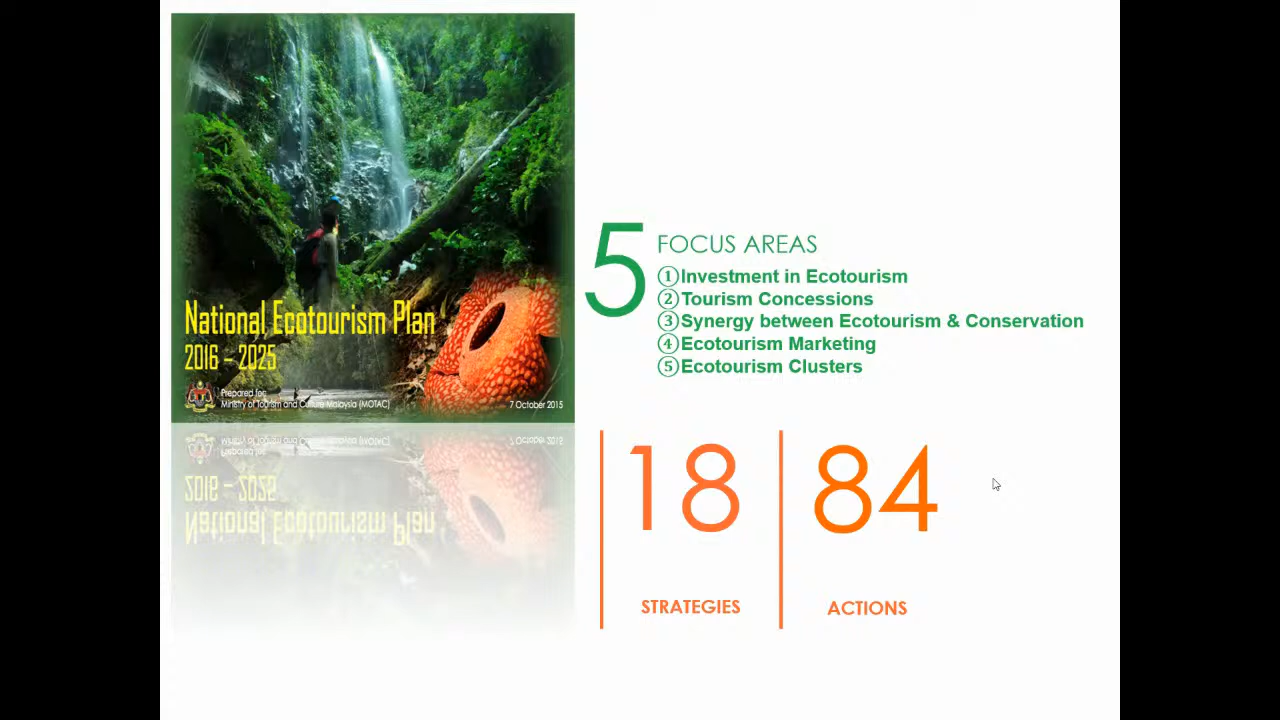 National Ecotourism Plan
2016 – 2025
Prepared for:
Ministry of Tourism and Culture Malaysia (MOTAC)
7 October 2015
5
FOCUS AREAS
①Investment in Ecotourism
②Tourism Concessions
③Synergy between Ecotourism & Conservation
④Ecotourism Marketing
⑤Ecotourism Clusters
18
STRATEGIES
84
ACTIONS